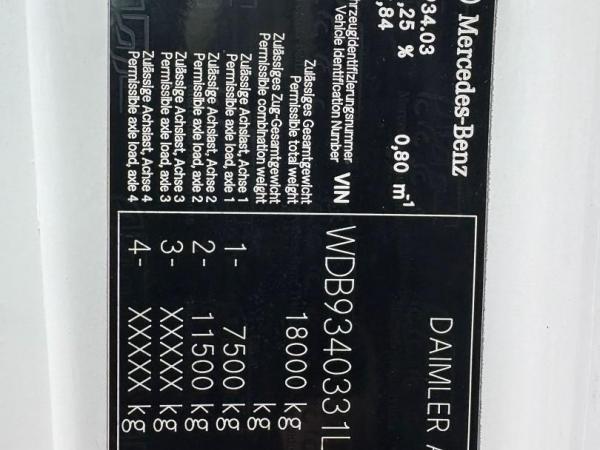 Mercedes-Benz
934.03
,25 %
,84
0,80 m⁻¹
DAIMLER A
hrzeugidentifizierungsnummer
Vehicle Identification Number
VIN
WDB9340331L
Zulässiges Gesamtgewicht
Permissible total weight
18000 kg
Zulässiges Zug-Gesamtgewicht
Permissible combination weight
kg
Zulässige Achslast, Achse 1
Permissible axle load, axle 1
1- 7500 kg
Zulässige Achslast, Achse 2
Permissible axle load, axle 2
2- 11500 kg
Zulässige Achslast, Achse 3
Permissible axle load, axle 3
3- XXXXX kg
Zulässige Achslast, Achse 4
Permissible axle load, axle 4
4- XXXXX kg